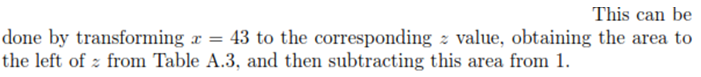 This can be
done by transforming x = 43 to the corresponding z value, obtaining the area to
the left of z from Table A.3, and then subtracting this area from 1.